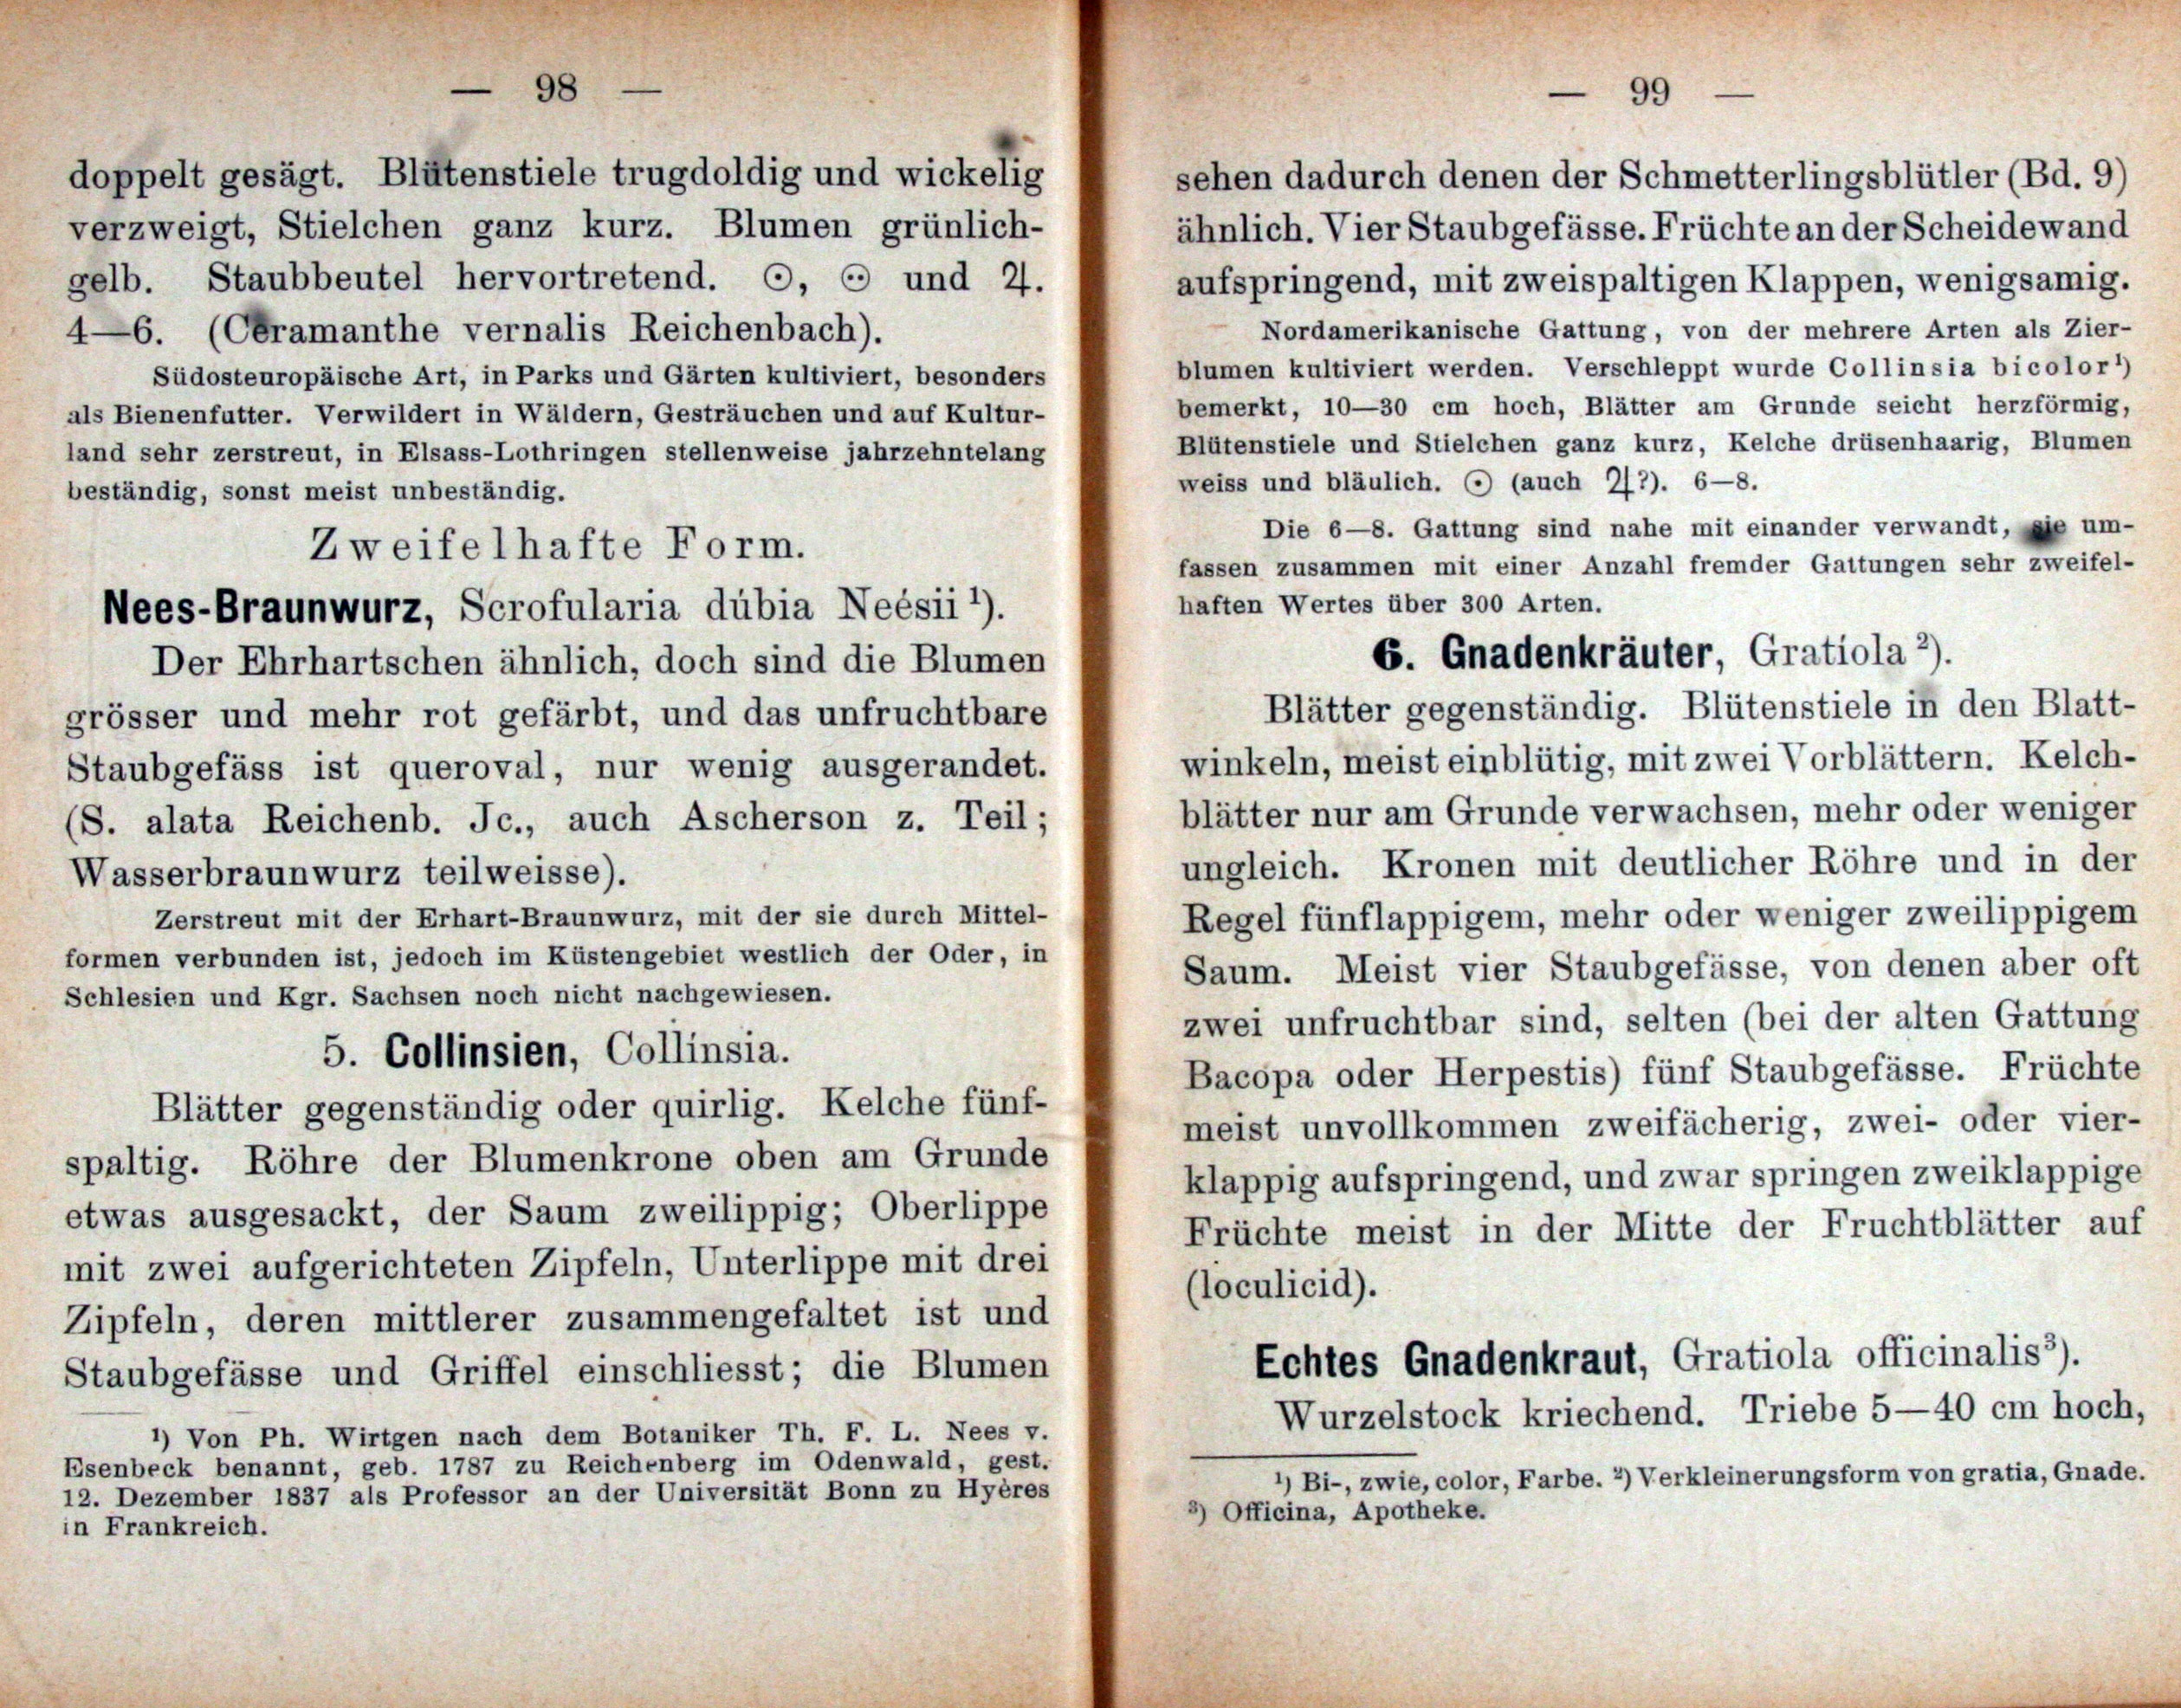 — 98 —
doppelt gesägt. Blütenstiele trugdoldig und wickelig
verzweigt, Stielchen ganz kurz. Blumen grünlich-
gelb. Staubbeutel hervortretend. ⊙, ⊙ und ♃.
4—6. (Ceramanthe vernalis Reichenbach).
Südosteuropäische Art, in Parks und Gärten kultiviert, besonders
als Bienenfutter. Verwildert in Wäldern, Gesträuchen und auf Kultur-
land sehr zerstreut, in Elsass-Lothringen stellenweise jahrzehntelang
beständig, sonst meist unbeständig.
Zweifelhafte Form.
Nees-Braunwurz, Scrofularia dúbia Neésii ¹).
Der Ehrhartschen ähnlich, doch sind die Blumen
grösser und mehr rot gefärbt, und das unfruchtbare
Staubgefäss ist queroval, nur wenig ausgerandet.
(S. alata Reichenb. Jc., auch Ascherson z. Teil;
Wasserbraunwurz teilweisse).
Zerstreut mit der Erhart-Braunwurz, mit der sie durch Mittel-
formen verbunden ist, jedoch im Küstengebiet westlich der Oder, in
Schlesien und Kgr. Sachsen noch nicht nachgewiesen.
5. Collinsien, Collinsia.
Blätter gegenständig oder quirlig. Kelche fünf-
spaltig. Röhre der Blumenkrone oben am Grunde
etwas ausgesackt, der Saum zweilippig; Oberlippe
mit zwei aufgerichteten Zipfeln, Unterlippe mit drei
Zipfeln, deren mittlerer zusammengefaltet ist und
Staubgefässe und Griffel einschliesst; die Blumen
¹) Von Ph. Wirtgen nach dem Botaniker Th. F. L. Nees v.
Esenbeck benannt, geb. 1787 zu Reichenberg im Odenwald, gest.
12. Dezember 1837 als Professor an der Universität Bonn zu Hyères
in Frankreich.
— 99 —
sehen dadurch denen der Schmetterlingsblütler (Bd. 9)
ähnlich. Vier Staubgefässe. Früchte an der Scheidewand
aufspringend, mit zweispaltigen Klappen, wenigsamig.
Nordamerikanische Gattung, von der mehrere Arten als Zier-
blumen kultiviert werden. Verschleppt wurde Collinsia bicolor¹)
bemerkt, 10—30 cm hoch, Blätter am Grunde seicht herzförmig,
Blütenstiele und Stielchen ganz kurz, Kelche drüsenhaarig, Blumen
weiss und bläulich. ⊙ (auch ♃?). 6—8.
Die 6—8. Gattung sind nahe mit einander verwandt, sie um-
fassen zusammen mit einer Anzahl fremder Gattungen sehr zweifel-
haften Wertes über 300 Arten.
6. Gnadenkräuter, Gratiola ²).
Blätter gegenständig. Blütenstiele in den Blatt-
winkeln, meist einblütig, mit zwei Vorblättern. Kelch-
blätter nur am Grunde verwachsen, mehr oder weniger
ungleich. Kronen mit deutlicher Röhre und in der
Regel fünflappigem, mehr oder weniger zweilippigem
Saum. Meist vier Staubgefässe, von denen aber oft
zwei unfruchtbar sind, selten (bei der alten Gattung
Bacopa oder Herpestis) fünf Staubgefässe. Früchte
meist unvollkommen zweifächerig, zwei- oder vier-
klappig aufspringend, und zwar springen zweiklappige
Früchte meist in der Mitte der Fruchtblätter auf
(loculicid).
Echtes Gnadenkraut, Gratiola officinalis³).
Wurzelstock kriechend. Triebe 5—40 cm hoch,
¹) Bi-, zwie, color, Farbe. ²) Verkleinerungsform von gratia, Gnade.
³) Officina, Apotheke.